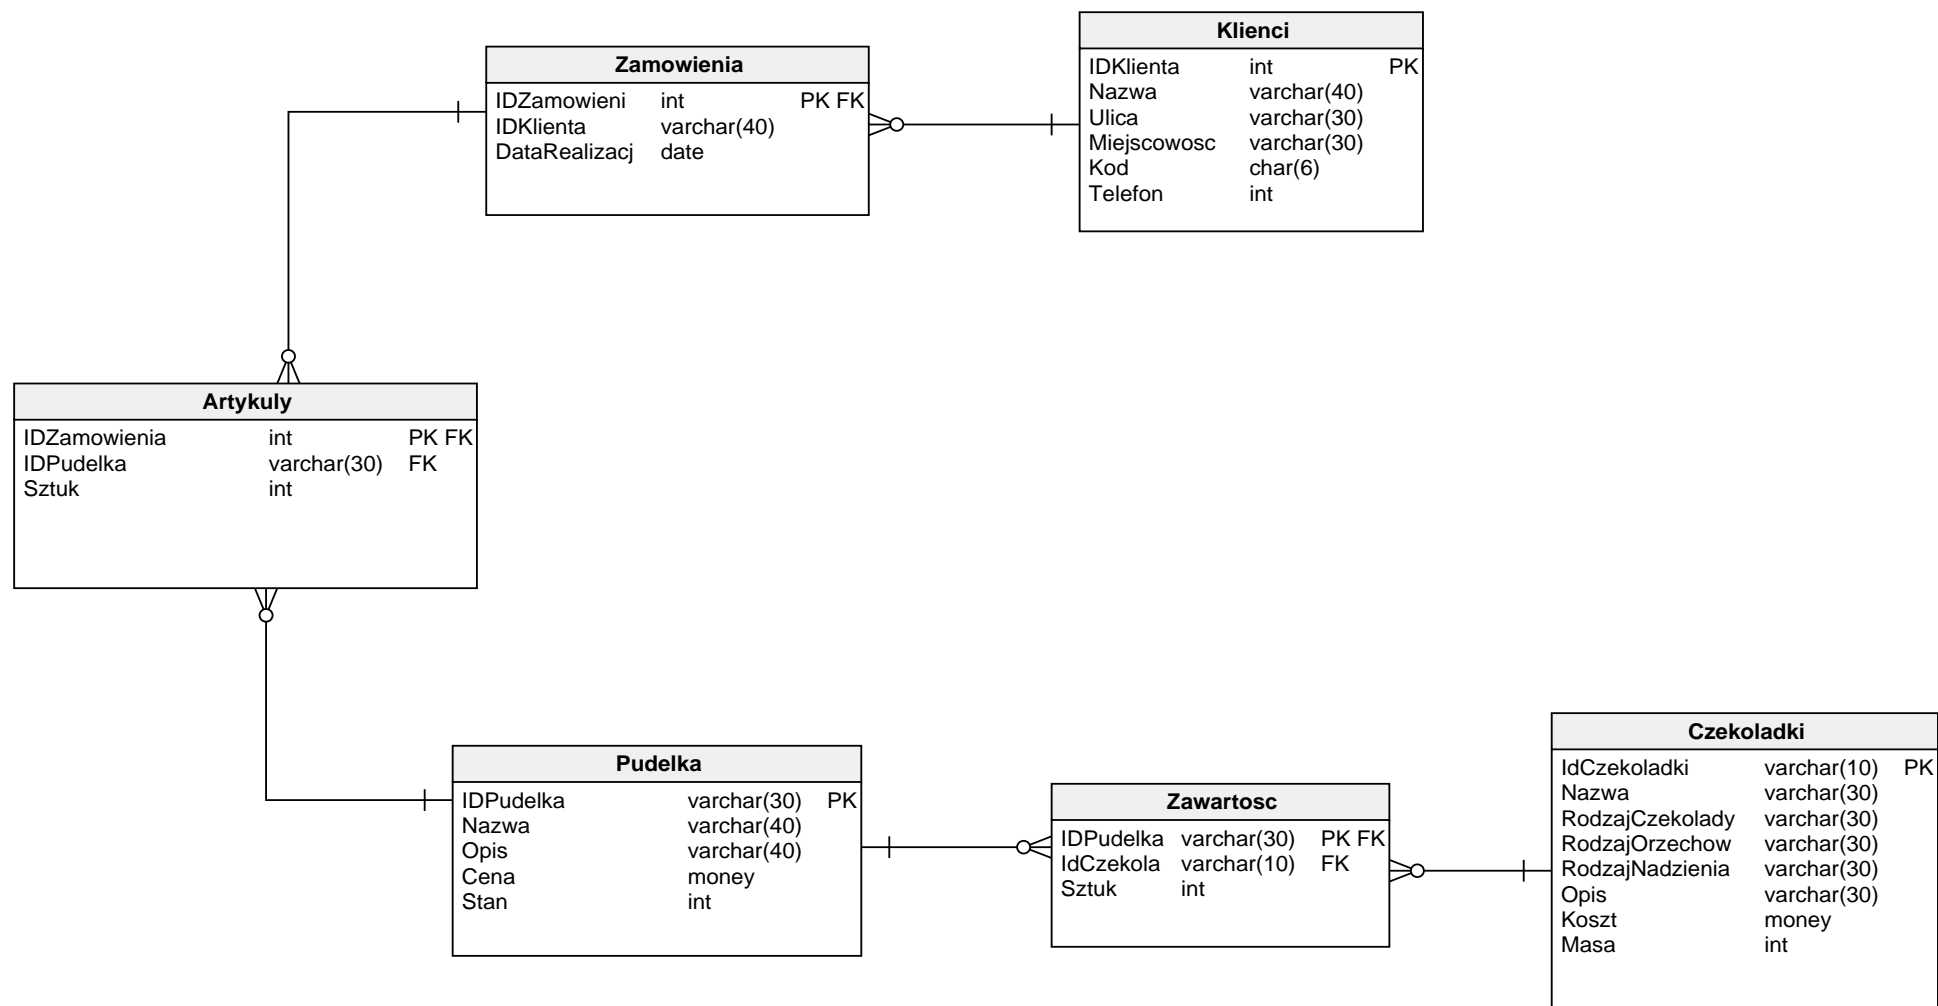 Klienci
IDKlienta int PK
Nazwa varchar(40)
Ulica varchar(30)
Miejscowosc varchar(30)
Kod char(6)
Telefon int
Zamowienia
IDZamowieni int PK FK
IDKlienta varchar(40)
DataRealizacj date
Artykuly
IDZamowienia int PK FK
IDPudelka varchar(30) FK
Sztuk int
Pudelka
IDPudelka varchar(30) PK
Nazwa varchar(40)
Opis varchar(40)
Cena money
Stan int
Zawartosc
IDPudelka varchar(30) PK FK
IdCzekola varchar(10) FK
Sztuk int
Czekoladki
IdCzekoladki varchar(10) PK
Nazwa varchar(30)
RodzajCzekolady varchar(30)
RodzajOrzechow varchar(30)
RodzajNadzienia varchar(30)
Opis varchar(30)
Koszt money
Masa int